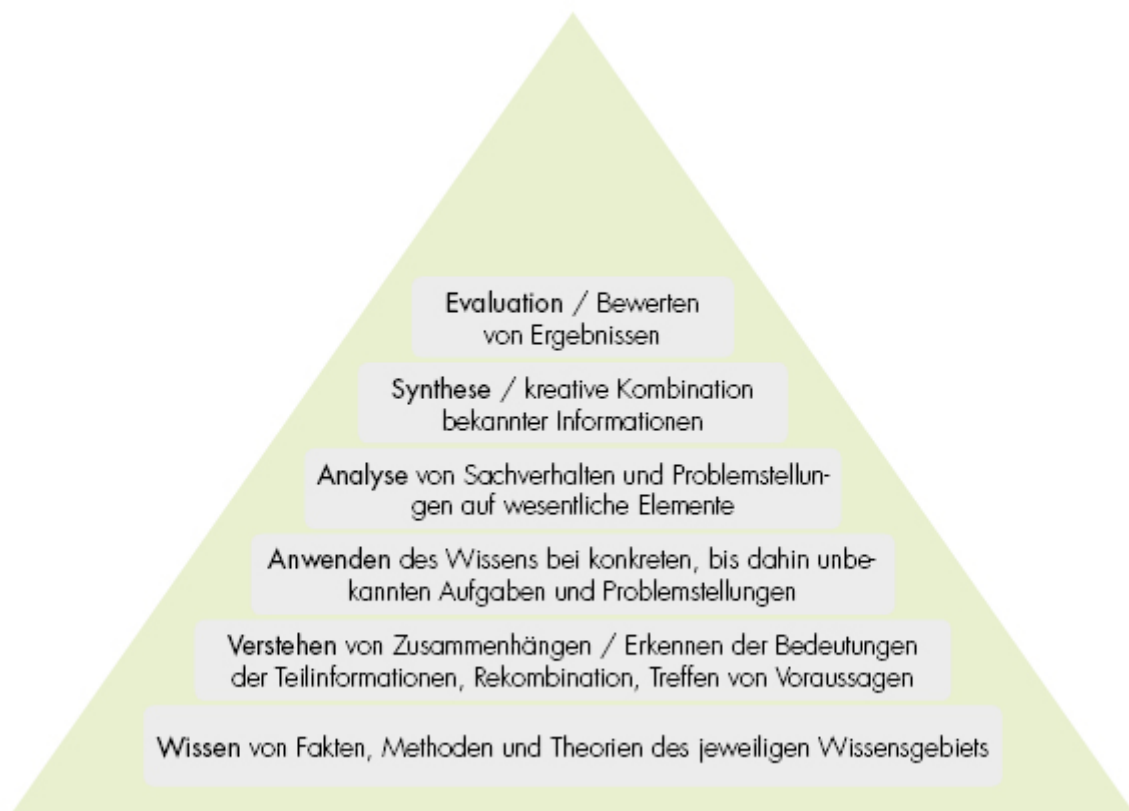 Evaluation / Bewerten
von Ergebnissen
Synthese / kreative Kombination
bekannter Informationen
Analyse von Sachverhalten und Problemstellun-
gen auf wesentliche Elemente
Anwenden des Wissens bei konkreten, bis dahin unbe-
kannten Aufgaben und Problemstellungen
Verstehen von Zusammenhängen / Erkennen der Bedeutungen
der Teilinformationen, Rekombination, Treffen von Voraussagen
Wissen von Fakten, Methoden und Theorien des jeweiligen Wissensgebiets